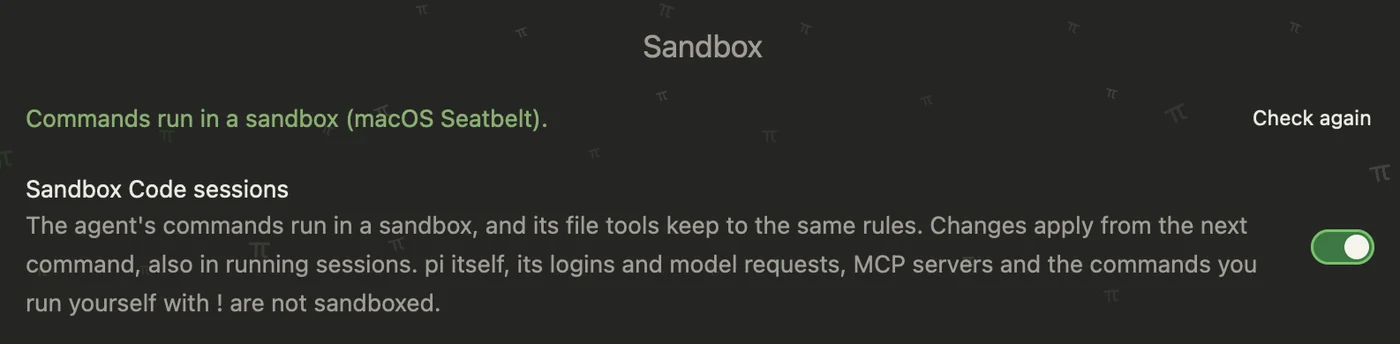 Sandbox
Commands run in a sandbox (macOS Seatbelt).
Check again
Sandbox Code sessions
The agent's commands run in a sandbox, and its file tools keep to the same rules. Changes apply from the next
command, also in running sessions. pi itself, its logins and model requests, MCP servers and the commands you
run yourself with ! are not sandboxed.